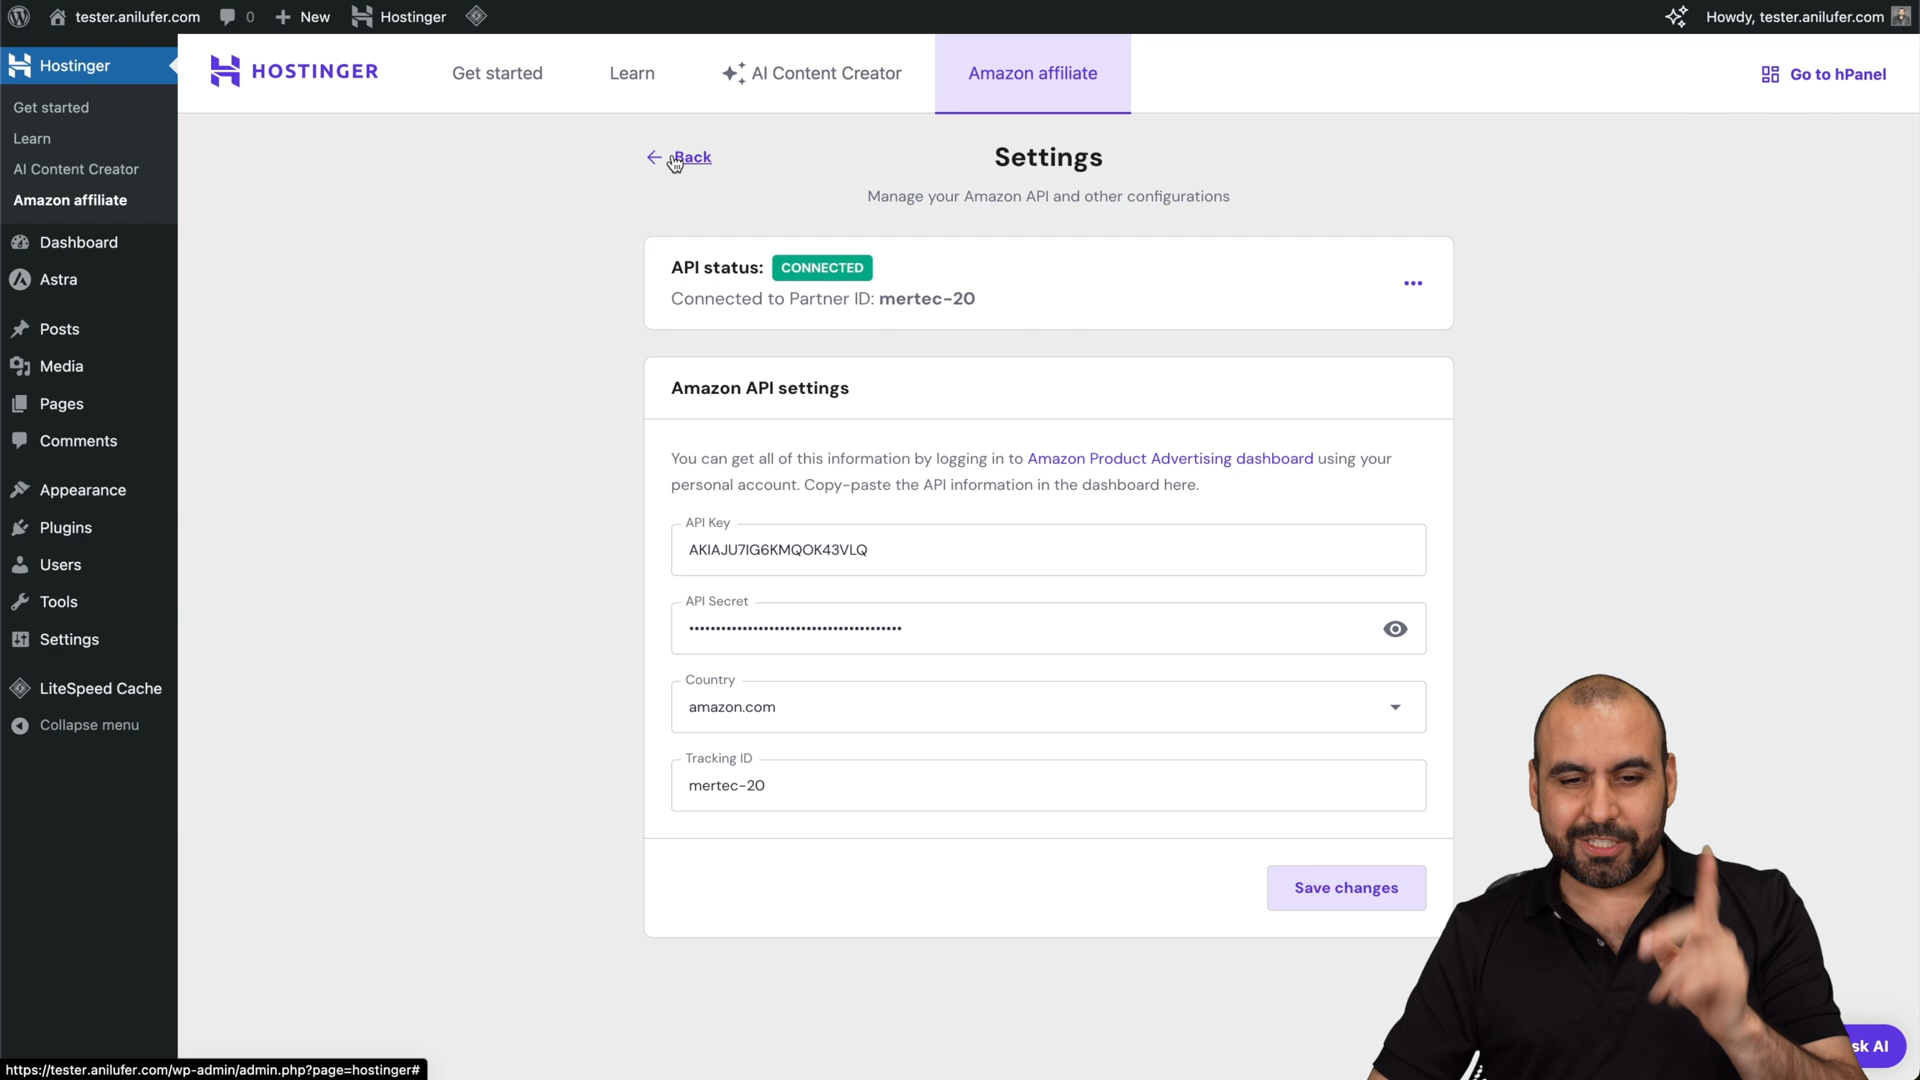 tester.anilufer.com 0 New Hostinger Howdy, tester.anilufer.com
Hostinger
Get started
Learn
AI Content Creator
Amazon affiliate
Dashboard
Astra
Posts
Media
Pages
Comments
Appearance
Plugins
Users
Tools
Settings
LiteSpeed Cache
Collapse menu
HOSTINGER Get started Learn AI Content Creator Amazon affiliate Go to hPanel
Back
Settings
Manage your Amazon API and other configurations
API status: CONNECTED
Connected to Partner ID: mertec-20
Amazon API settings
You can get all of this information by logging in to Amazon Product Advertising dashboard using your
personal account. Copy-paste the API information in the dashboard here.
API Key
AKIAJU7IG6KMQOK43VLQ
API Secret
Country
amazon.com
Tracking ID
mertec-20
Save changes
sk AI
https://tester.anilufer.com/wp-admin/admin.php?page=hostinger#